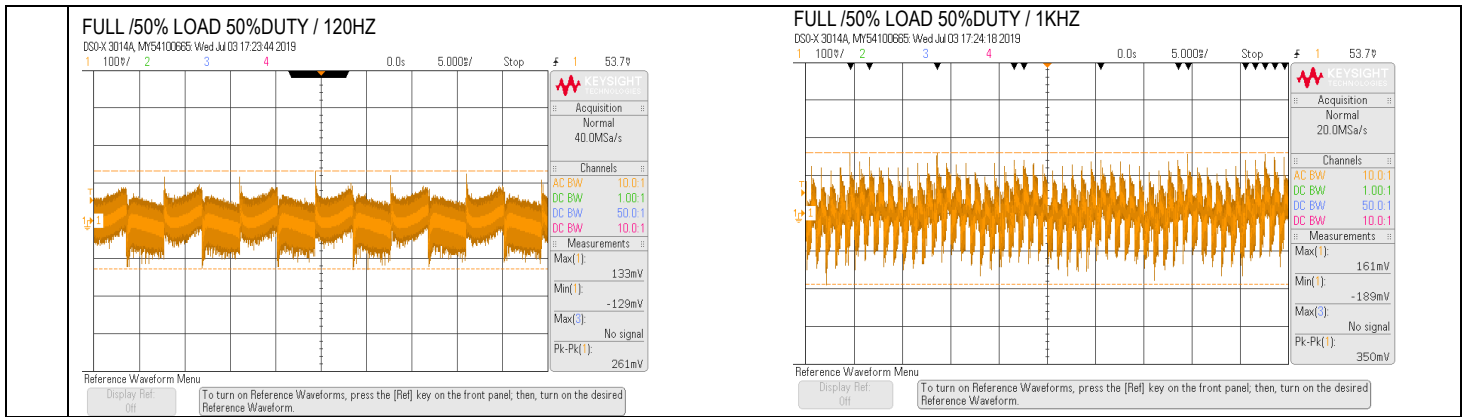 FULL /50% LOAD 50%DUTY / 120HZ
DSO-X 3014A, MY54100665: Wed Jul 03 17:23:44 2019
1 100▿/ 2 3 4 0.0s 5.000▿/ Stop 1 53.7▿
KEYSIGHT
TECHNOLOGIES
Acquisition
Normal
40.0MSa/s
Channels
AC BW 10.0:1
DC BW 1.00:1
DC BW 50.0:1
DC BW 10.0:1
Measurements
Max(1):
133mV
Min(1):
-129mV
Max(3):
No signal
Pk-Pk(1):
261mV
T
1
Reference Waveform Menu
Display Ref:
Off
To turn on Reference Waveforms, press the [Ref] key on the front panel; then, turn on the desired
Reference Waveform.
FULL /50% LOAD 50%DUTY / 1KHZ
DSO-X 3014A, MY54100665: Wed Jul 03 17:24:18 2019
1 100▿/ 2 3 4 0.0s 5.000▿/ Stop 1 53.7▿
KEYSIGHT
TECHNOLOGIES
Acquisition
Normal
20.0MSa/s
Channels
AC BW 10.0:1
DC BW 1.00:1
DC BW 50.0:1
DC BW 10.0:1
Measurements
Max(1):
161mV
Min(1):
-189mV
Max(3):
No signal
Pk-Pk(1):
350mV
T
1
Reference Waveform Menu
Display Ref:
Off
To turn on Reference Waveforms, press the [Ref] key on the front panel; then, turn on the desired
Reference Waveform.